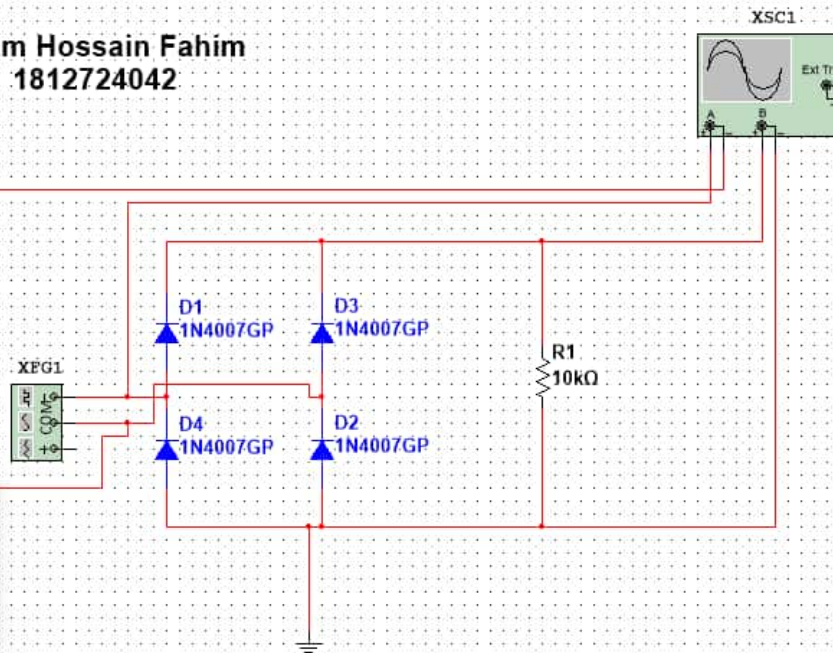 m Hossain Fahim
1812724042
XSC1
Ext Tr
A
B
D1
1N4007GP
D3
1N4007GP
R1
10kΩ
XFG1
COM
D4
1N4007GP
D2
1N4007GP